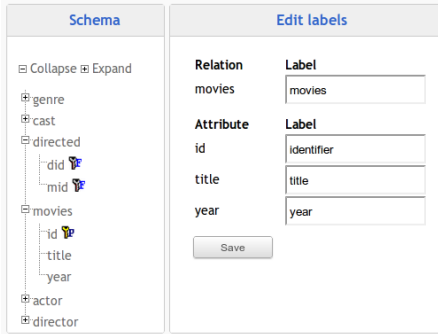 Schema
Collapse Expand
genre
cast
directed
did
mid
movies
id
title
year
actor
director
Edit labels
Relation Label
movies movies
Attribute Label
id identifier
title title
year year
Save